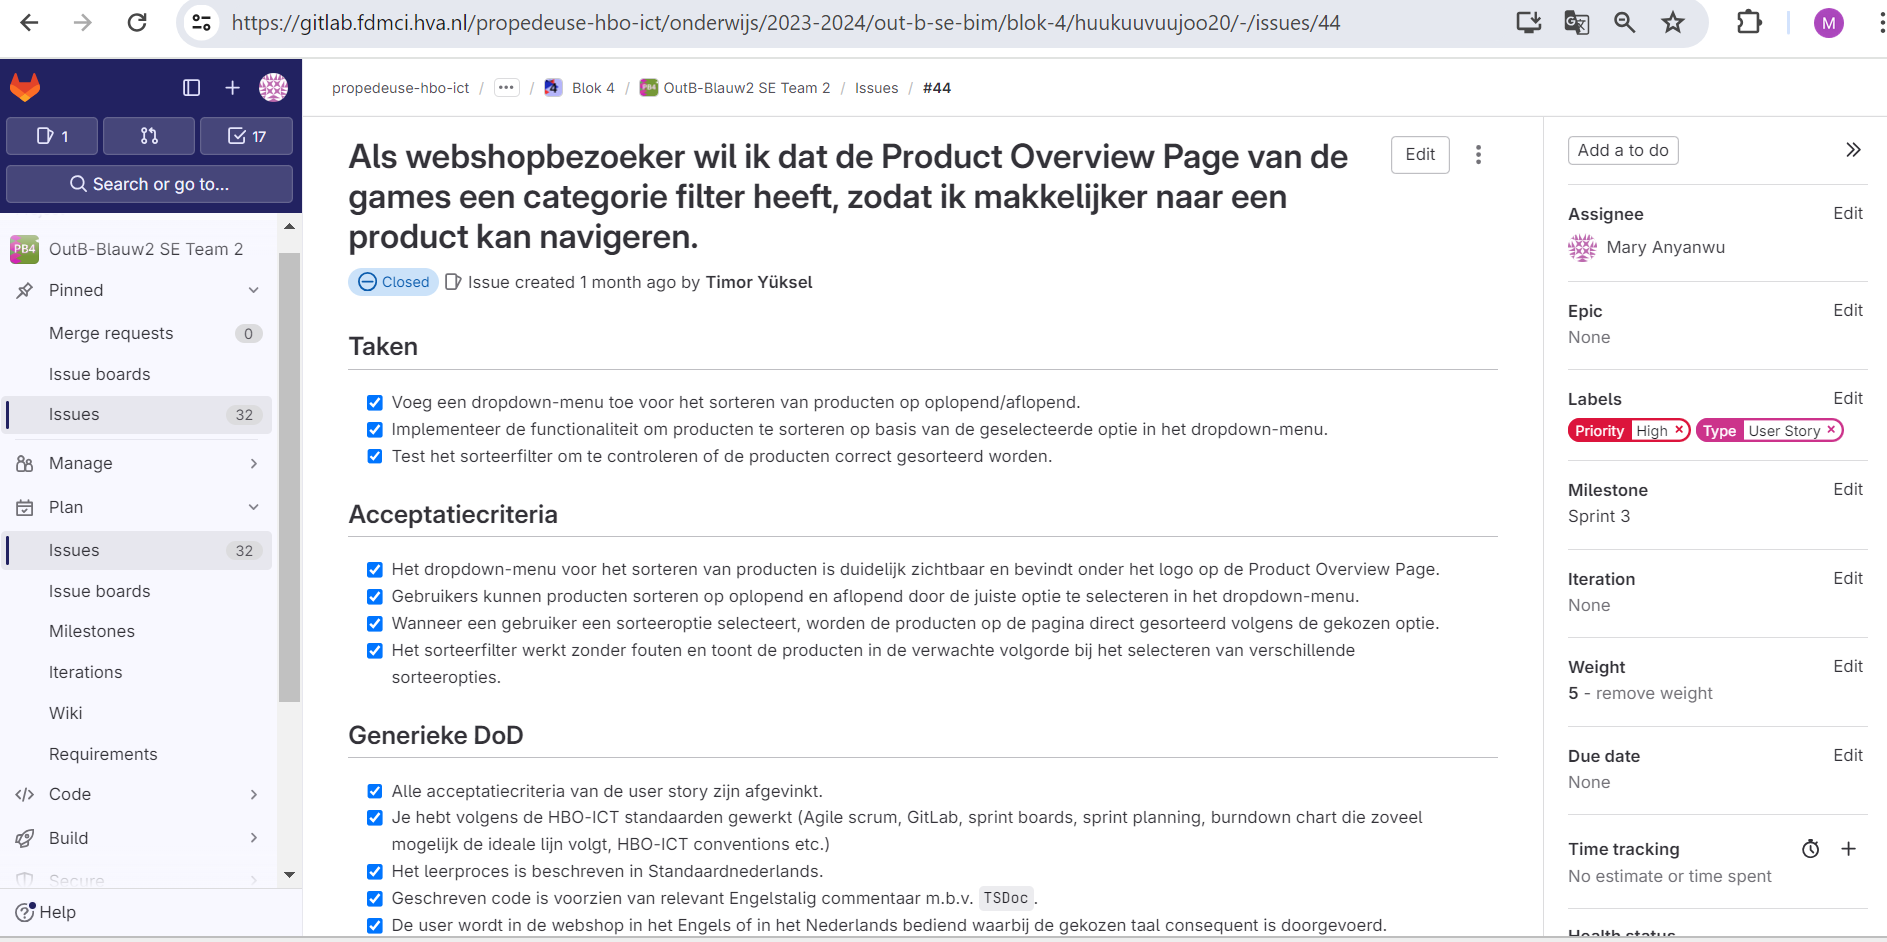 https://gitlab.fdmci.hva.nl/propedeuse-hbo-ict/onderwijs/2023-2024/out-b-se-bim/blok-4/huukuuvuujoo20/-/issues/44
M
1
17
Search or go to...
PB4 OutB-Blauw2 SE Team 2
Pinned
Merge requests 0
Issue boards
Issues 32
Manage
Plan
Issues 32
Issue boards
Milestones
Iterations
Wiki
Requirements
Code
Build
Secure
Help
propedeuse-hbo-ict / ... / Blok 4 / PB4 OutB-Blauw2 SE Team 2 / Issues / #44
Als webshopbezoeker wil ik dat de Product Overview Page van de
games een categorie filter heeft, zodat ik makkelijker naar een
product kan navigeren.
Edit
Closed Issue created 1 month ago by Timor Yüksel
Taken
Voeg een dropdown-menu toe voor het sorteren van producten op oplopend/aflopend.
Implementeer de functionaliteit om producten te sorteren op basis van de geselecteerde optie in het dropdown-menu.
Test het sorteerfilter om te controleren of de producten correct gesorteerd worden.
Acceptatiecriteria
Het dropdown-menu voor het sorteren van producten is duidelijk zichtbaar en bevindt onder het logo op de Product Overview Page.
Gebruikers kunnen producten sorteren op oplopend en aflopend door de juiste optie te selecteren in het dropdown-menu.
Wanneer een gebruiker een sorteeroptie selecteert, worden de producten op de pagina direct gesorteerd volgens de gekozen optie.
Het sorteerfilter werkt zonder fouten en toont de producten in de verwachte volgorde bij het selecteren van verschillende
sorteeropties.
Generieke DoD
Alle acceptatiecriteria van de user story zijn afgevinkt.
Je hebt volgens de HBO-ICT standaarden gewerkt (Agile scrum, GitLab, sprint boards, sprint planning, burndown chart die zoveel
mogelijk de ideale lijn volgt, HBO-ICT conventions etc.)
Het leerproces is beschreven in Standaardnederlands.
Geschreven code is voorzien van relevant Engelstalig commentaar m.b.v. TSDoc.
De user wordt in de webshop in het Engels of in het Nederlands bediend waarbij de gekozen taal consequent is doorgevoerd.
Add a to do
Assignee Edit
Mary Anyanwu
Epic Edit
None
Labels Edit
Priority High × Type User Story ×
Milestone Edit
Sprint 3
Iteration Edit
None
Weight Edit
5 - remove weight
Due date Edit
None
Time tracking
No estimate or time spent
Health status